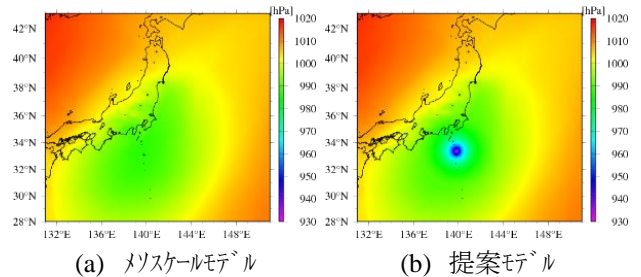 [hPa]
1020
1010
1000
990
980
970
960
950
940
930
42°N
40°N
38°N
36°N
34°N
32°N
30°N
28°N
132°E 136°E 140°E 144°E 148°E
(a) ﾒｿｽｹｰﾙﾓﾃﾞﾙ
[hPa]
1020
1010
1000
990
980
970
960
950
940
930
42°N
40°N
38°N
36°N
34°N
32°N
30°N
28°N
132°E 136°E 140°E 144°E 148°E
(b) 提案ﾓﾃﾞﾙ